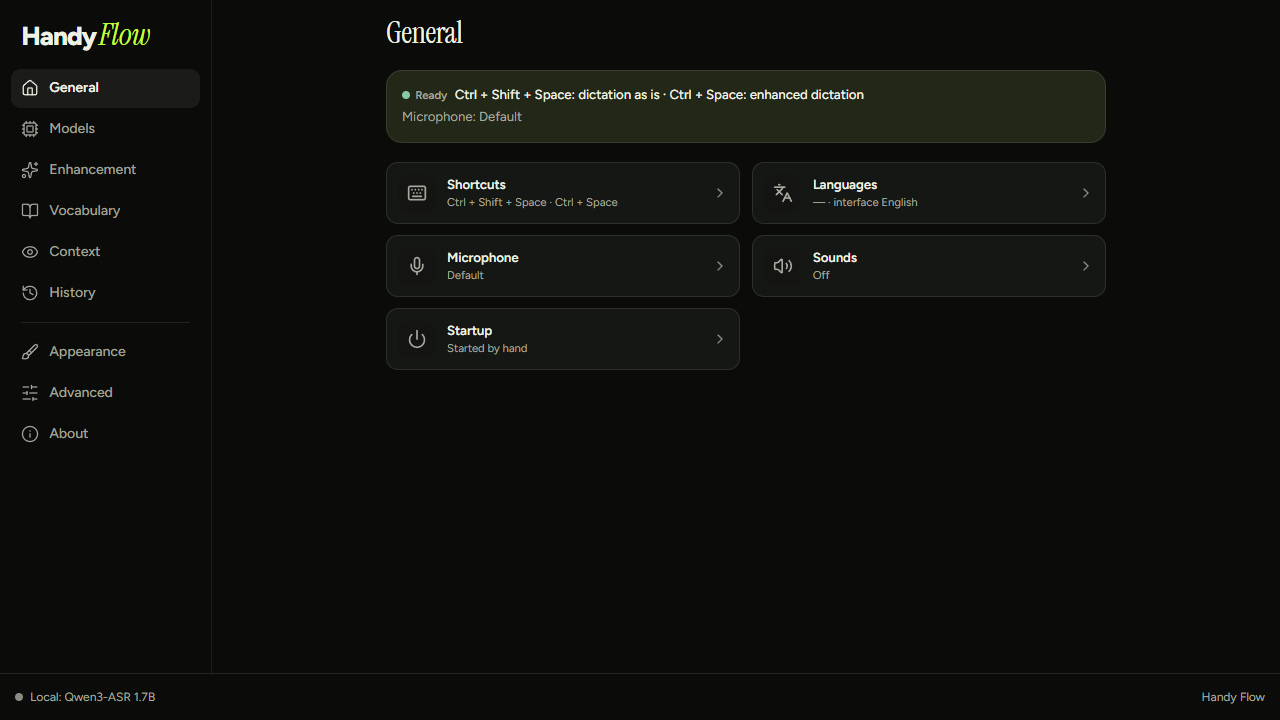 Handy Flow
General
Models
Enhancement
Vocabulary
Context
History
Appearance
Advanced
About
General
Ready Ctrl + Shift + Space: dictation as is · Ctrl + Space: enhanced dictation
Microphone: Default
Shortcuts
Ctrl + Shift + Space · Ctrl + Space
Languages
— · interface English
Microphone
Default
Sounds
Off
Startup
Started by hand
Local: Qwen3-ASR 1.7B
Handy Flow